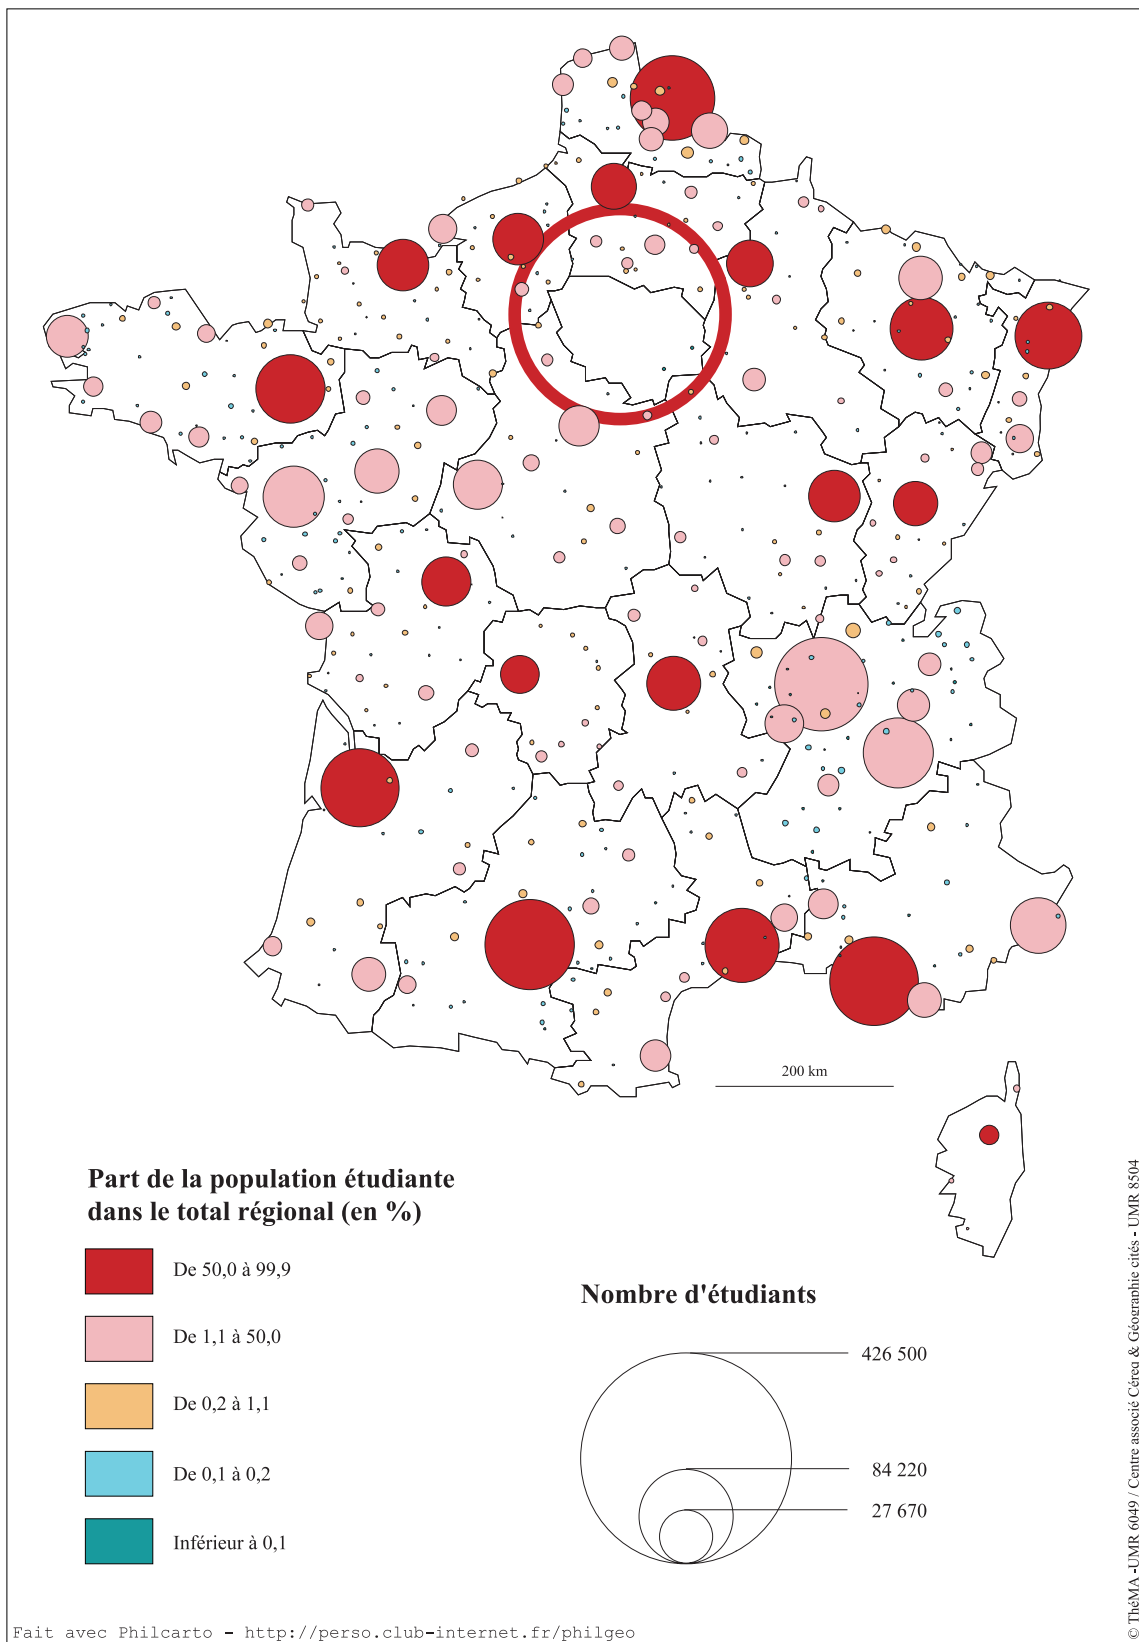 200 km
Part de la population étudiante
dans le total régional (en %)
De 50,0 à 99,9
De 1,1 à 50,0
De 0,2 à 1,1
De 0,1 à 0,2
Inférieur à 0,1
Nombre d'étudiants
426 500
84 220
27 670
© ThéMA -UMR 6049 / Centre associé Céreq & Géographie cités - UMR 8504
Fait avec Philcarto - http://perso.club-internet.fr/philgeo